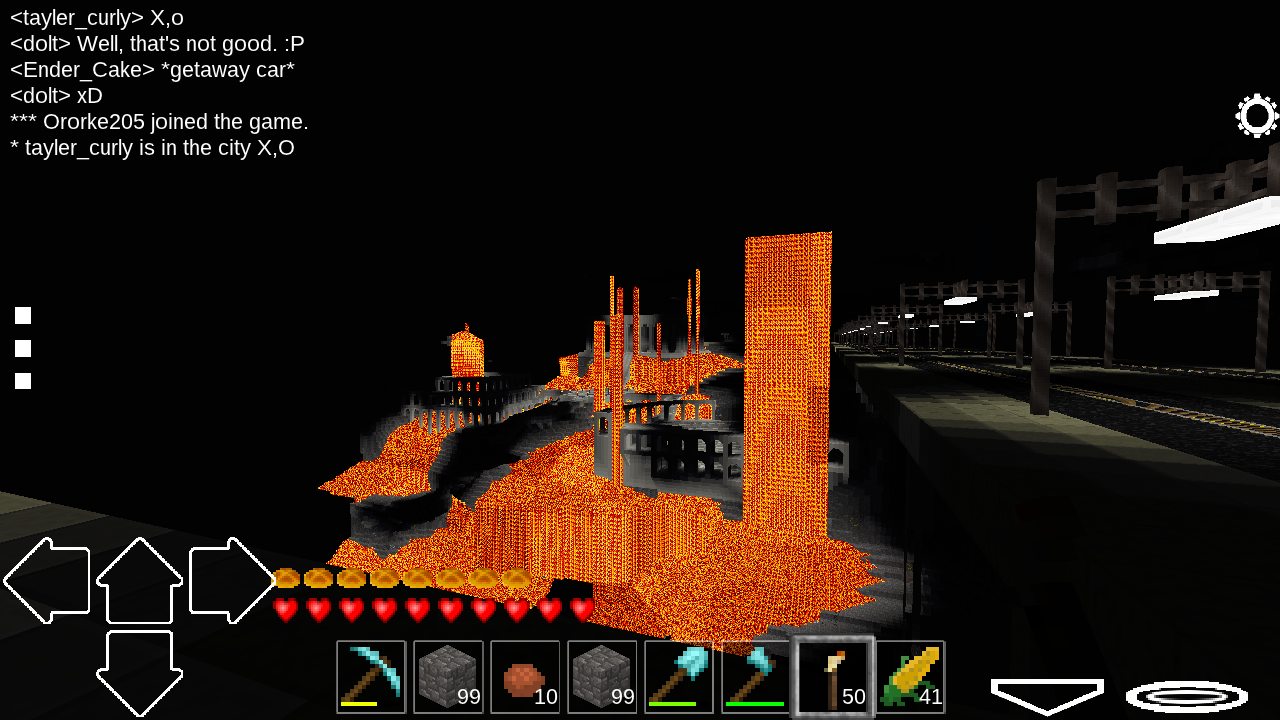 <tayler_curly> X,o
<dolt> Well, that's not good. :P
<Ender_Cake> *getaway car*
<dolt> xD
*** Ororke205 joined the game.
* tayler_curly is in the city X,O
99 10 99 50 41